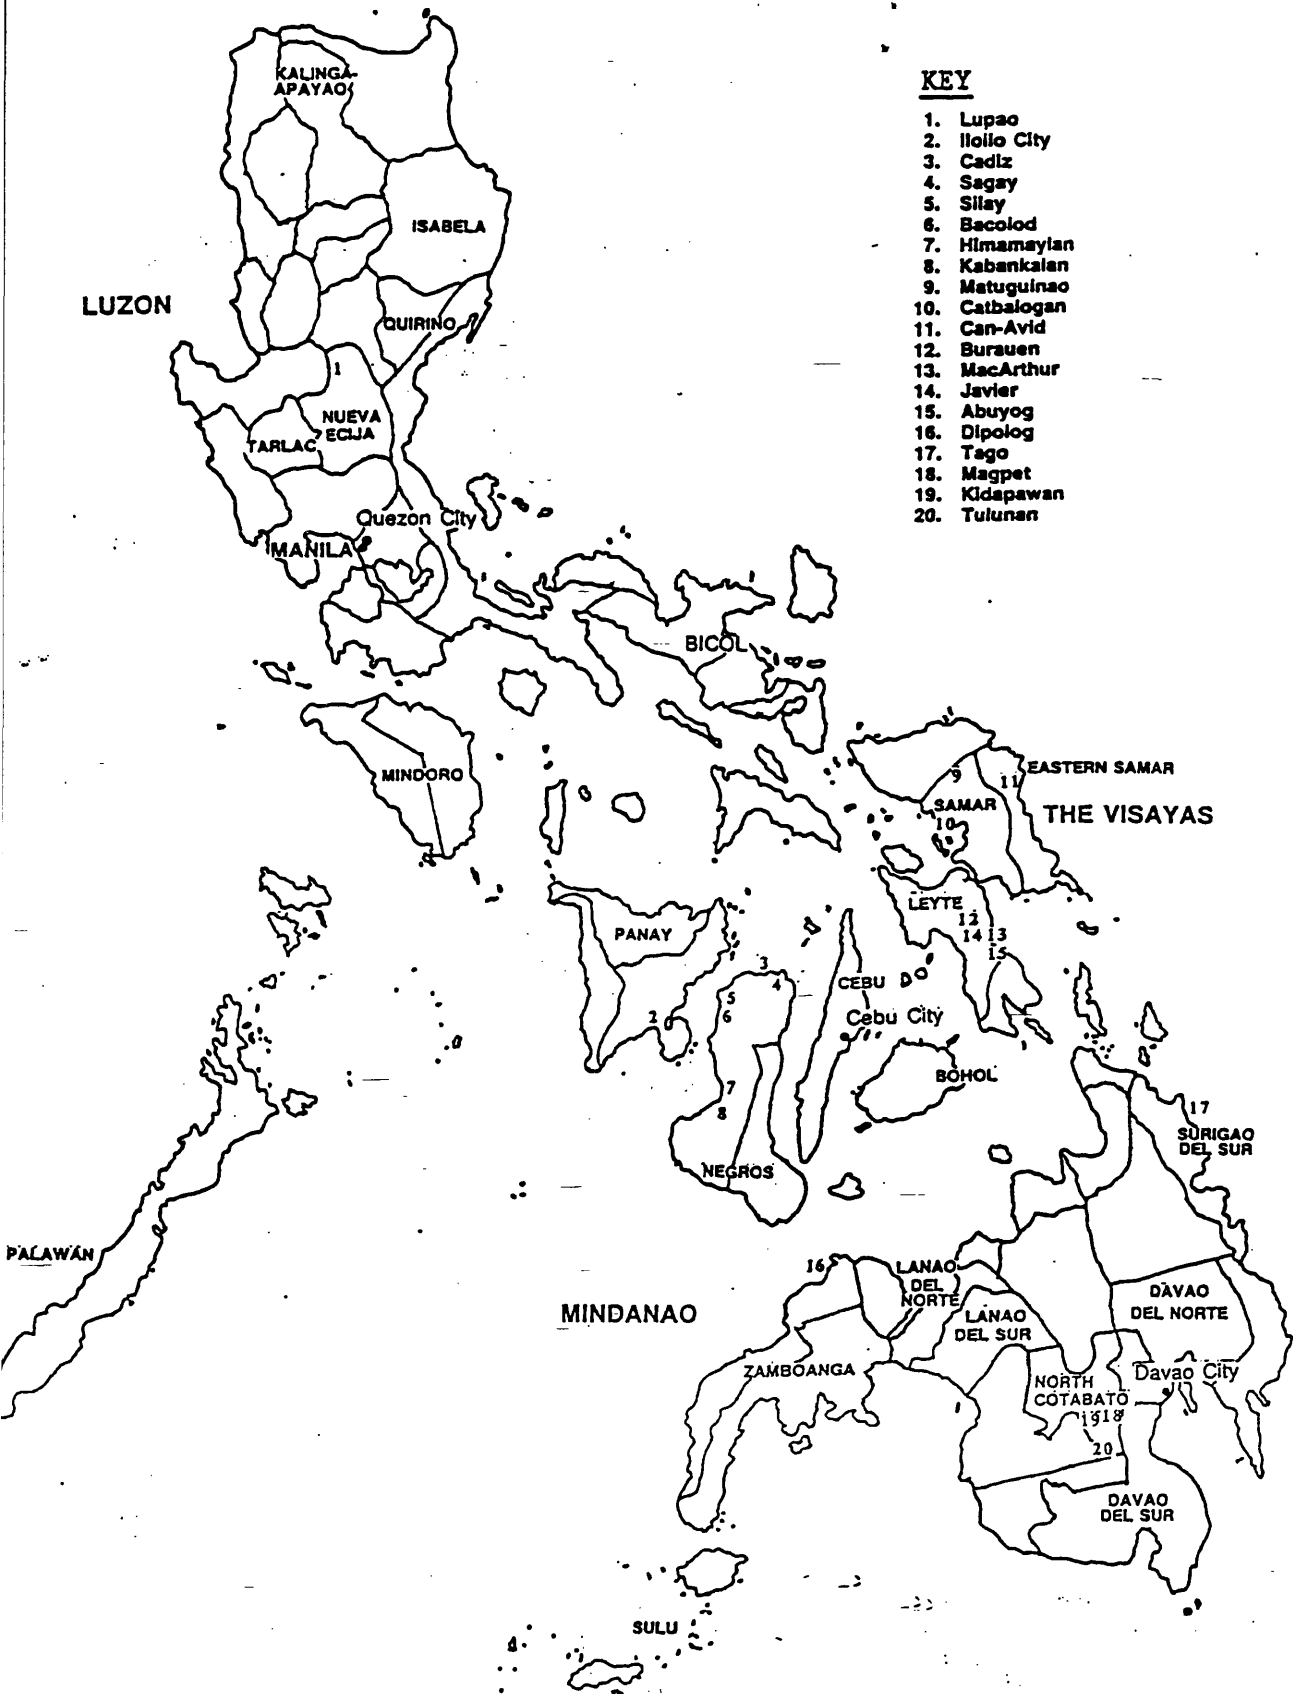 KEY
1. Lupao
2. Iloilo City
3. Cadiz
4. Sagay
5. Silay
6. Bacolod
7. Himamaylan
8. Kabankalan
9. Matuguinao
10. Catbalogan
11. Can-Avid
12. Burauen
13. MacArthur
14. Javier
15. Abuyog
16. Dipolog
17. Tago
18. Magpet
19. Kidapawan
20. Tulunan
KALINGA-
APAYAO
ISABELA
LUZON
QUIRINO
1
NUEVA
ECIJA
TARLAC
Quezon City
MANILA
BICOL
MINDORO
EASTERN SAMAR
9
11
SAMAR
THE VISAYAS
10
LEYTE
12
PANAY
14 13
15
3
4
CEBU
5
2
6
Cebu City
BOHOL
7
8
17
SURIGAO
DEL SUR
NEGROS
PALAWAN
16
LANAO
DEL
NORTE
MINDANAO
DAVAO
DEL NORTE
LANAO
DEL SUR
ZAMBOANGA
Davao City
NORTH
COTABATO
19 18
20
DAVAO
DEL SUR
SULU